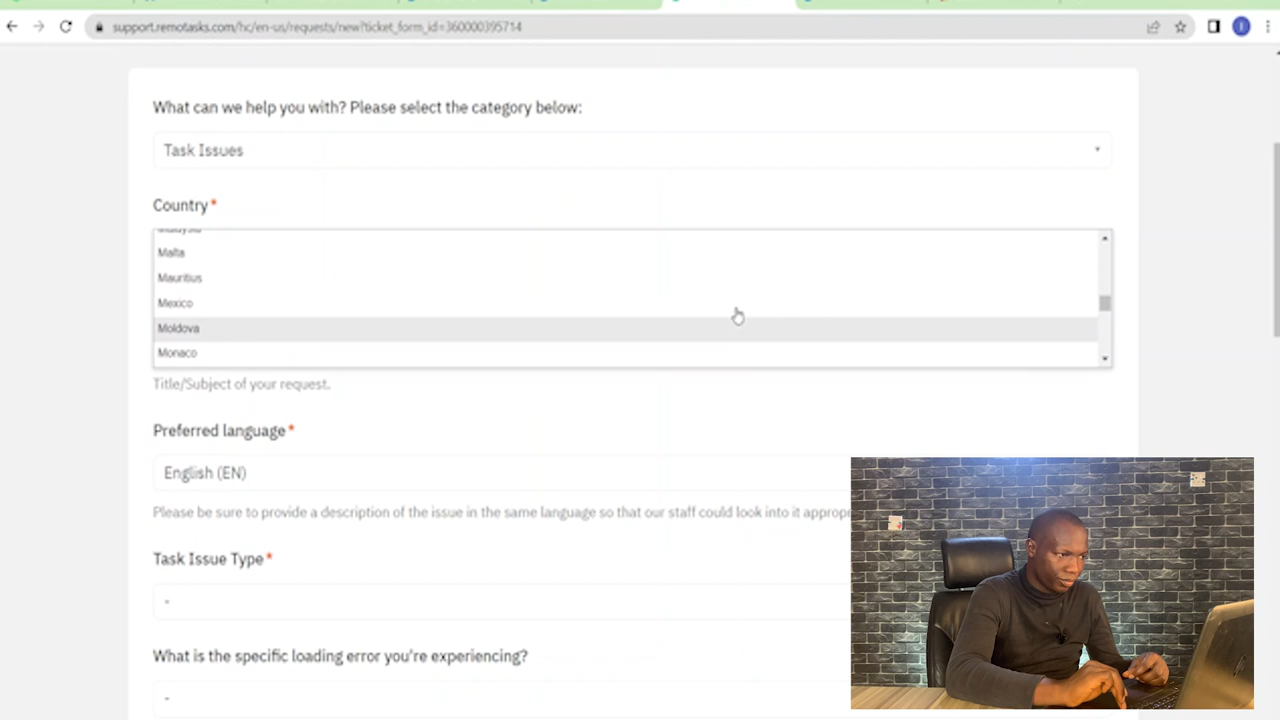 support.remotasks.com/hc/en-us/requests/new?ticket_form_id=360000395714
What can we help you with? Please select the category below:
Task Issues
Country*
Malaysia
Malta
Mauritius
Mexico
Moldova
Monaco
Title/Subject of your request.
Preferred language*
English (EN)
Please be sure to provide a description of the issue in the same language so that our staff could look into it approp
Task Issue Type*
-
What is the specific loading error you're experiencing?
-